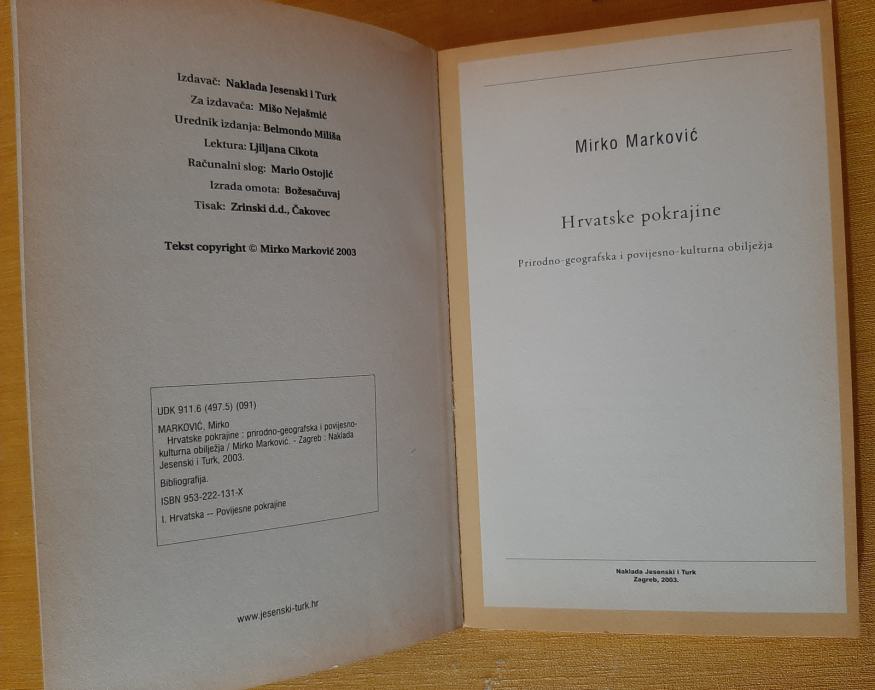 Izdavač: Naklada Jesenski i Turk
Za izdavača: Mišo Nejašmić
Urednik izdanja: Belmondo Miliša
Lektura: Ljiljana Cikota
Računalni slog: Mario Ostojić
Izrada omota: Božesačuvaj
Tisak: Zrinski d.d., Čakovec
Tekst copyright © Mirko Marković 2003
UDK 911.6 (497.5) (091)
MARKOVIĆ, Mirko
Hrvatske pokrajine : prirodno-geografska i povijesno-
kulturna obilježja / Mirko Marković. - Zagreb : Naklada
Jesenski i Turk, 2003.
Bibliografija.
ISBN 953-222-131-X
I. Hrvatska -- Povijesne pokrajine
www.jesenski-turk.hr
Mirko Marković
Hrvatske pokrajine
Prirodno-geografska i povijesno-kulturna obilježja
Naklada Jesenski i Turk
Zagreb, 2003.